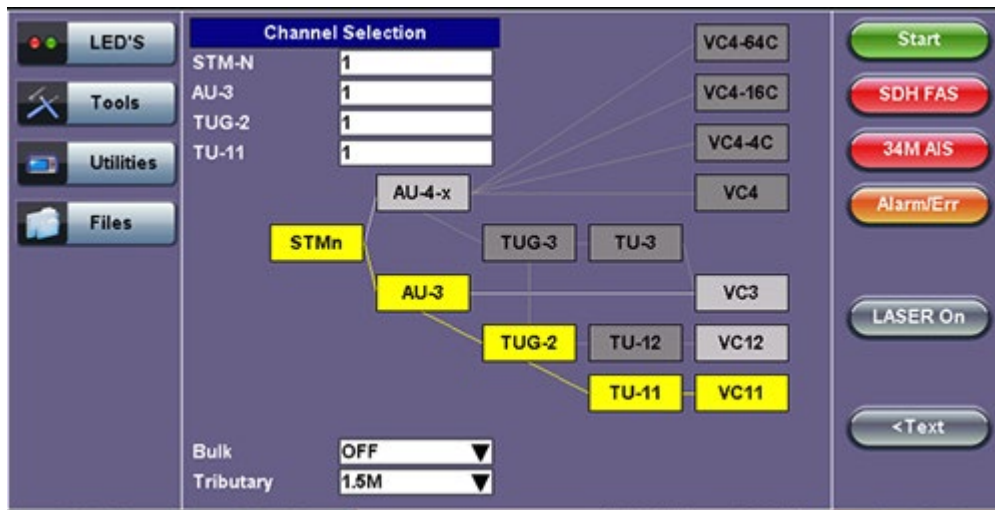 LED'S
Tools
Utilities
Files
Channel Selection
STM-N 1
AU-3 1
TUG-2 1
TU-11 1
VC4-64C
VC4-16C
VC4-4C
AU-4-x VC4
STMn TUG-3 TU-3
AU-3 VC3
TUG-2 TU-12 VC12
TU-11 VC11
Bulk OFF
Tributary 1.5M
Start
SDH FAS
34M AIS
Alarm/Err
LASER On
<Text